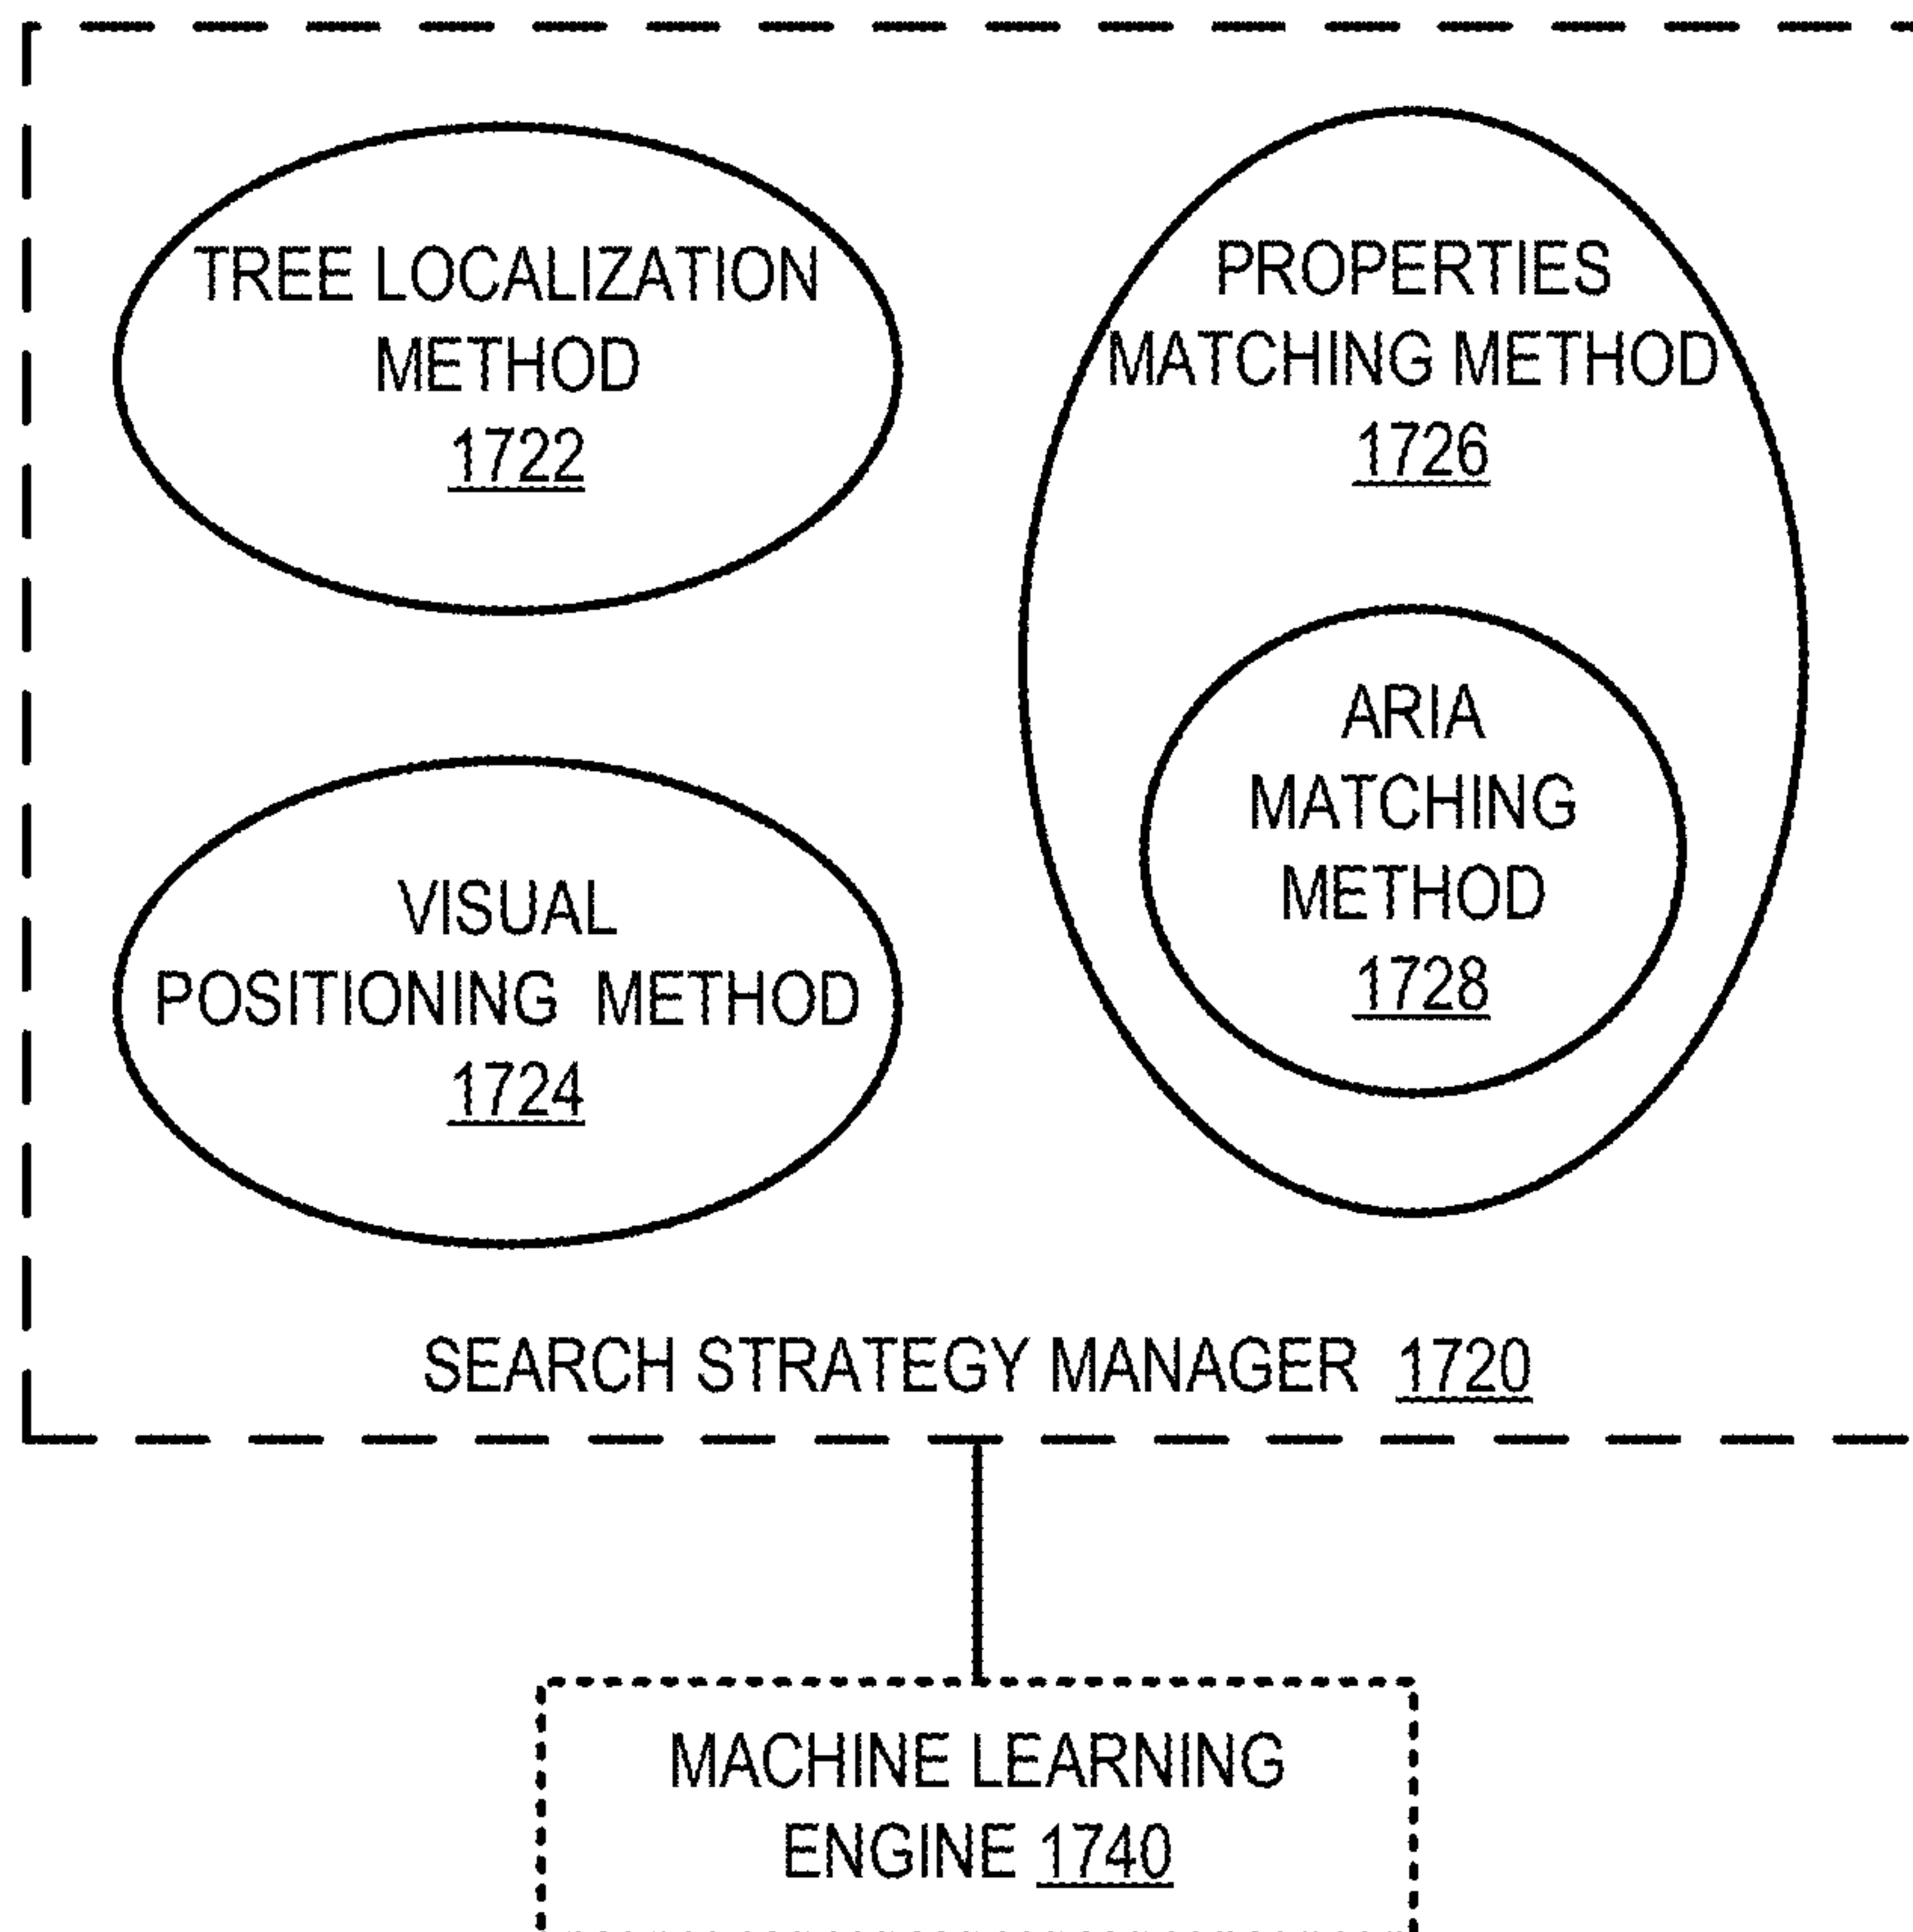 TREE LOCALIZATION
METHOD
1722
PROPERTIES
MATCHING METHOD
1726
ARIA
MATCHING
METHOD
1728
VISUAL
POSITIONING METHOD
1724
SEARCH STRATEGY MANAGER 1720
MACHINE LEARNING
ENGINE 1740